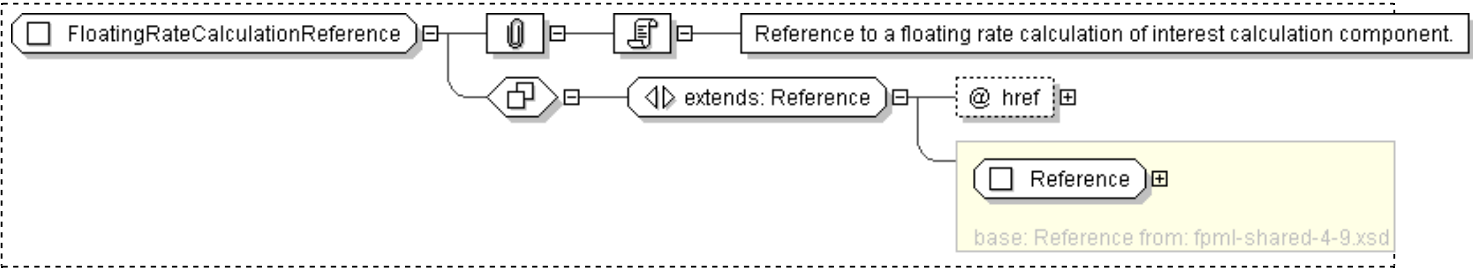 FloatingRateCalculationReference
Reference to a floating rate calculation of interest calculation component.
extends: Reference
@ href
Reference
base: Reference from: fpml-shared-4-9.xsd